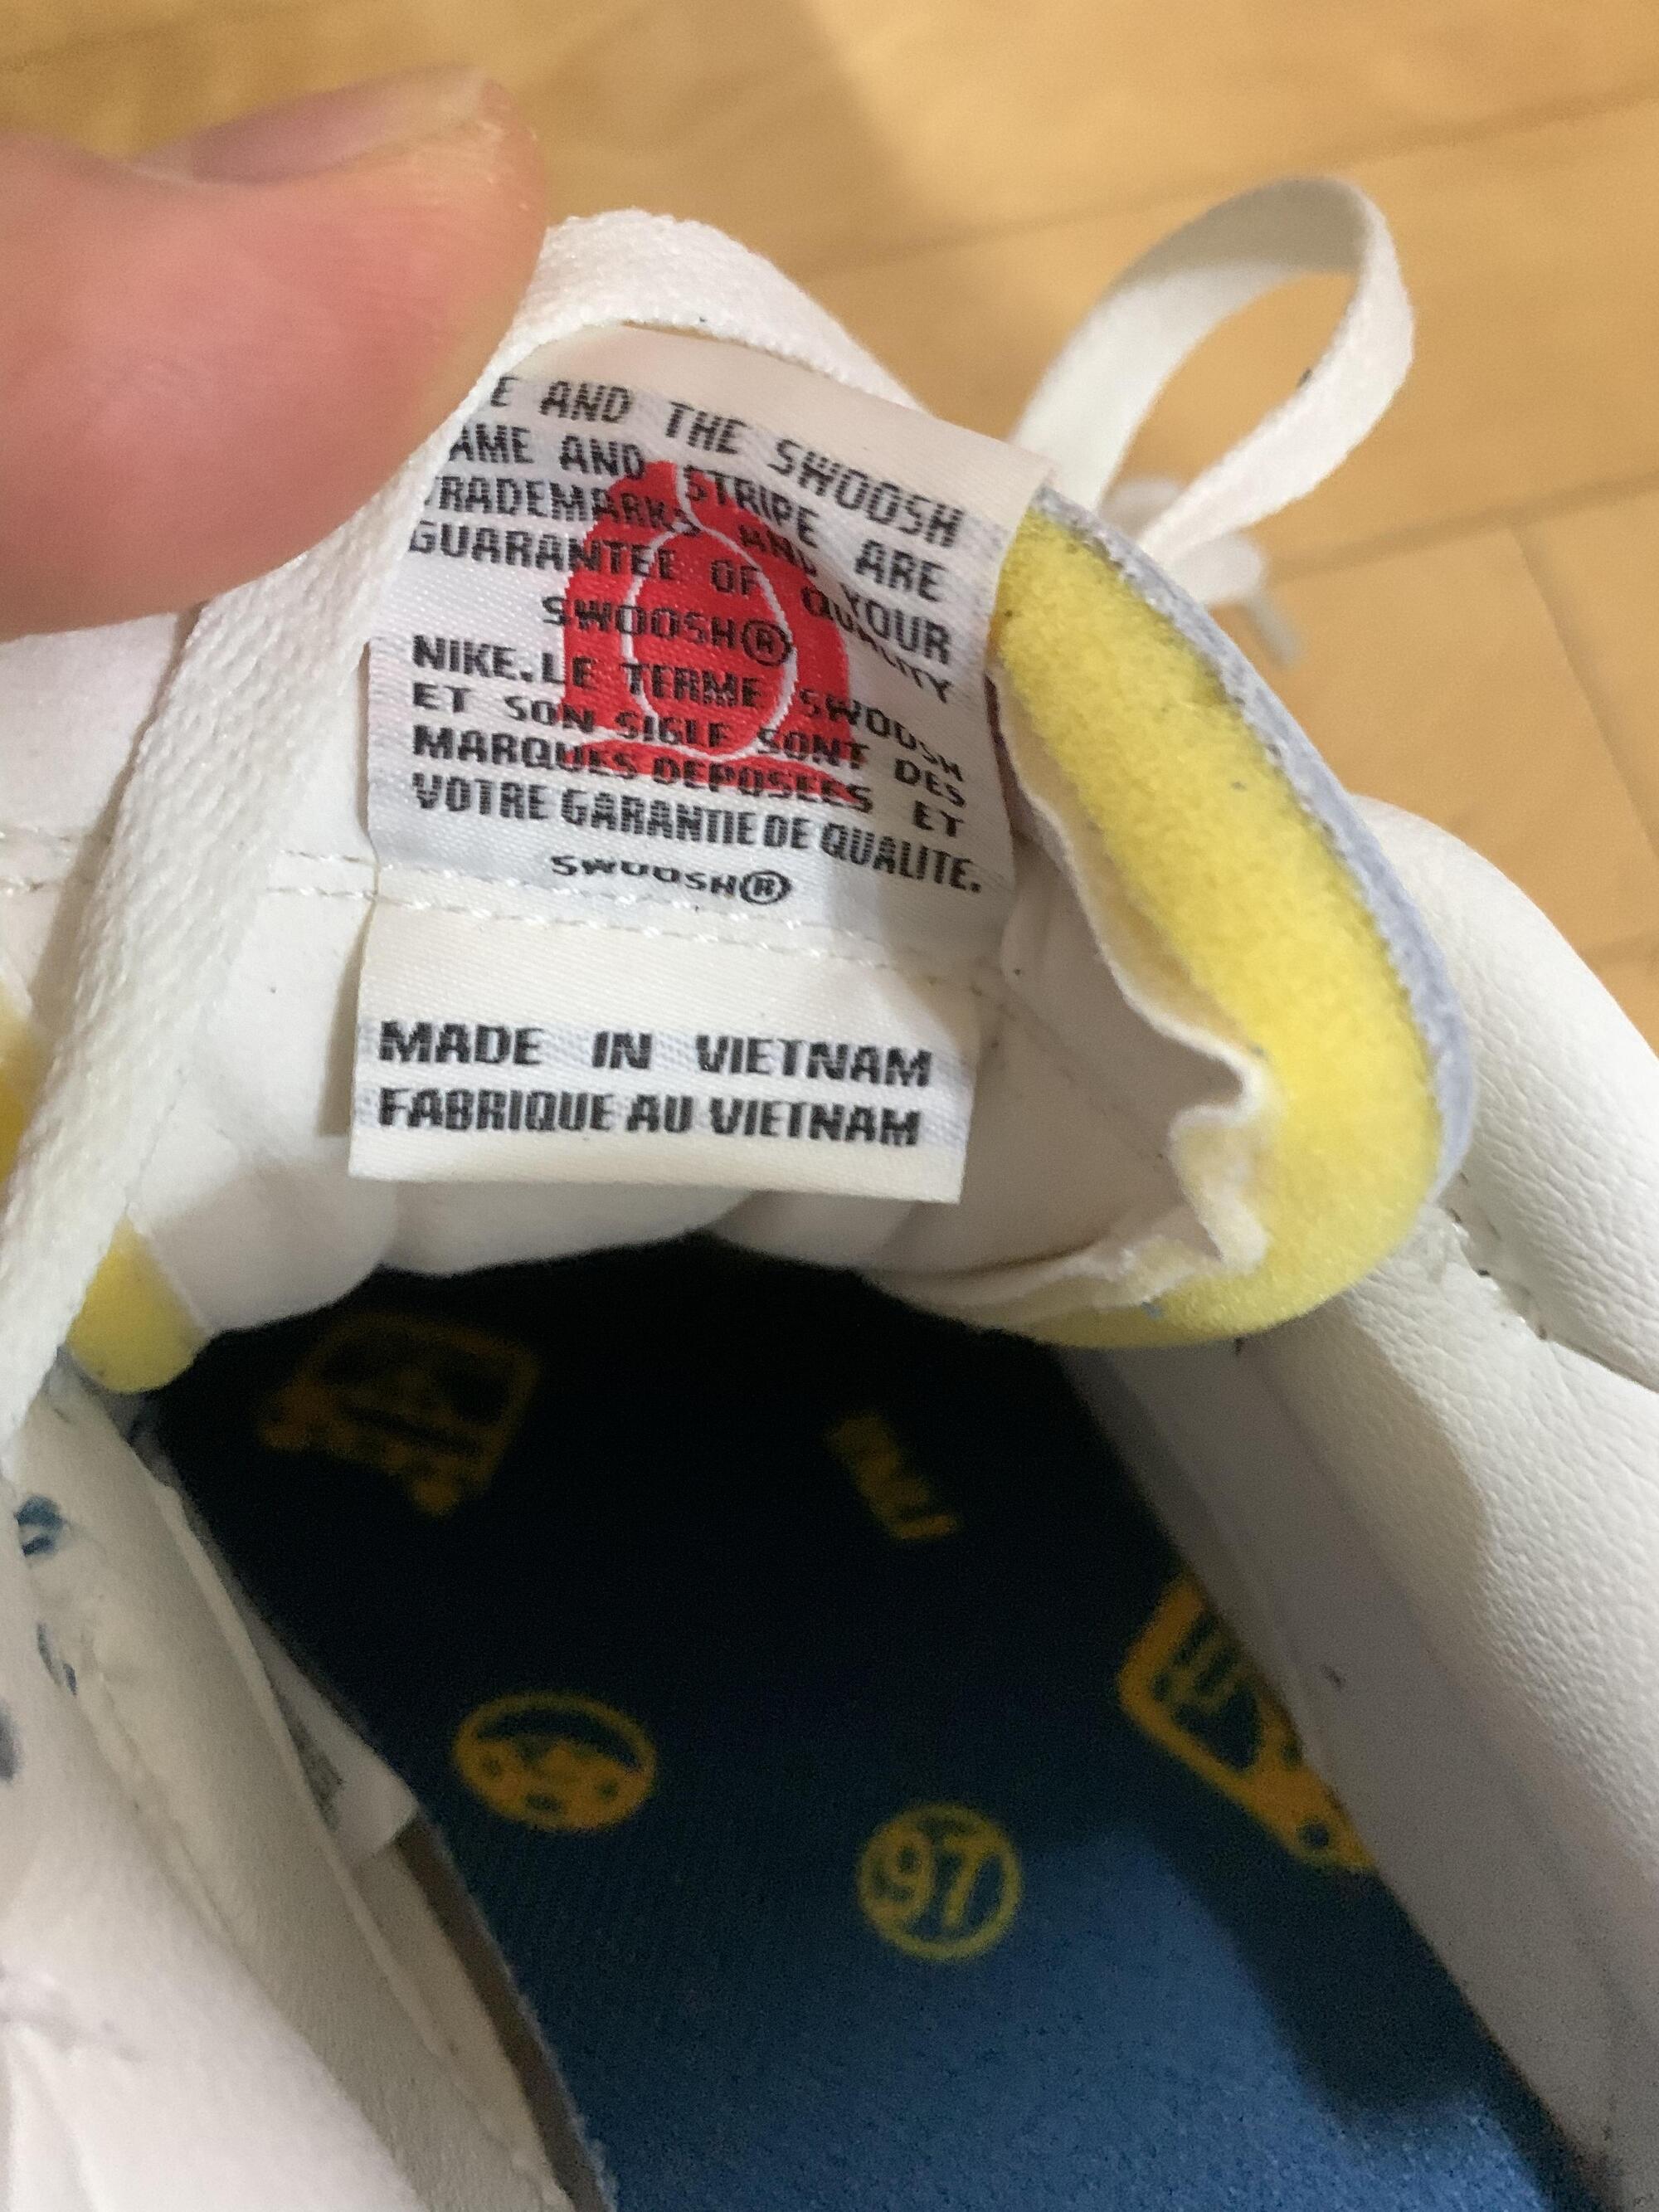 E AND THE SWOOSH
AME AND STRIPE ARE
TRADEMARKS AND YOUR
GUARANTEE OF QUALITY
SWOOSH®
NIKE.LE TERME SWOOSH
ET SON SIGLE SONT DES
MARQUES DEPOSEES ET
VOTRE GARANTIE DE QUALITE.
SWOOSH®
MADE IN VIETNAM
FABRIQUE AU VIETNAM
97